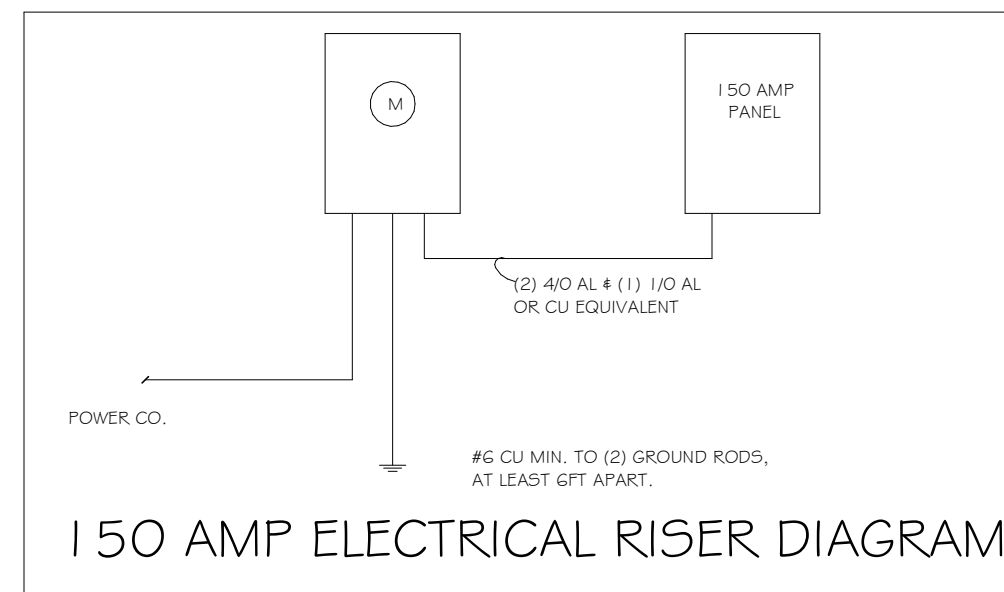 M
150 AMP
PANEL
(2) 4/0 AL & (1) 1/0 AL
OR CU EQUIVALENT
POWER CO.
#6 CU MIN. TO (2) GROUND RODS,
AT LEAST 6FT APART.
150 AMP ELECTRICAL RISER DIAGRAM